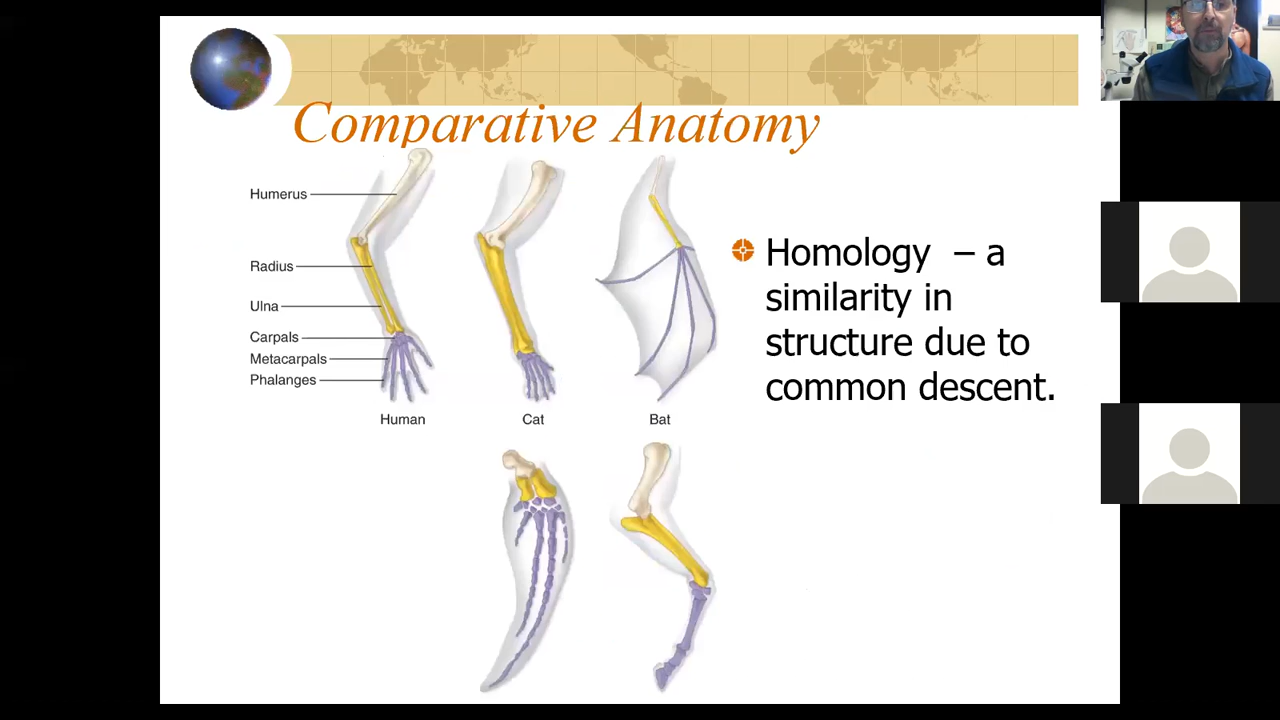 Comparative Anatomy
Humerus
Radius
Ulna
Carpals
Metacarpals
Phalanges
Human
Cat
Bat
Homology – a
similarity in
structure due to
common descent.